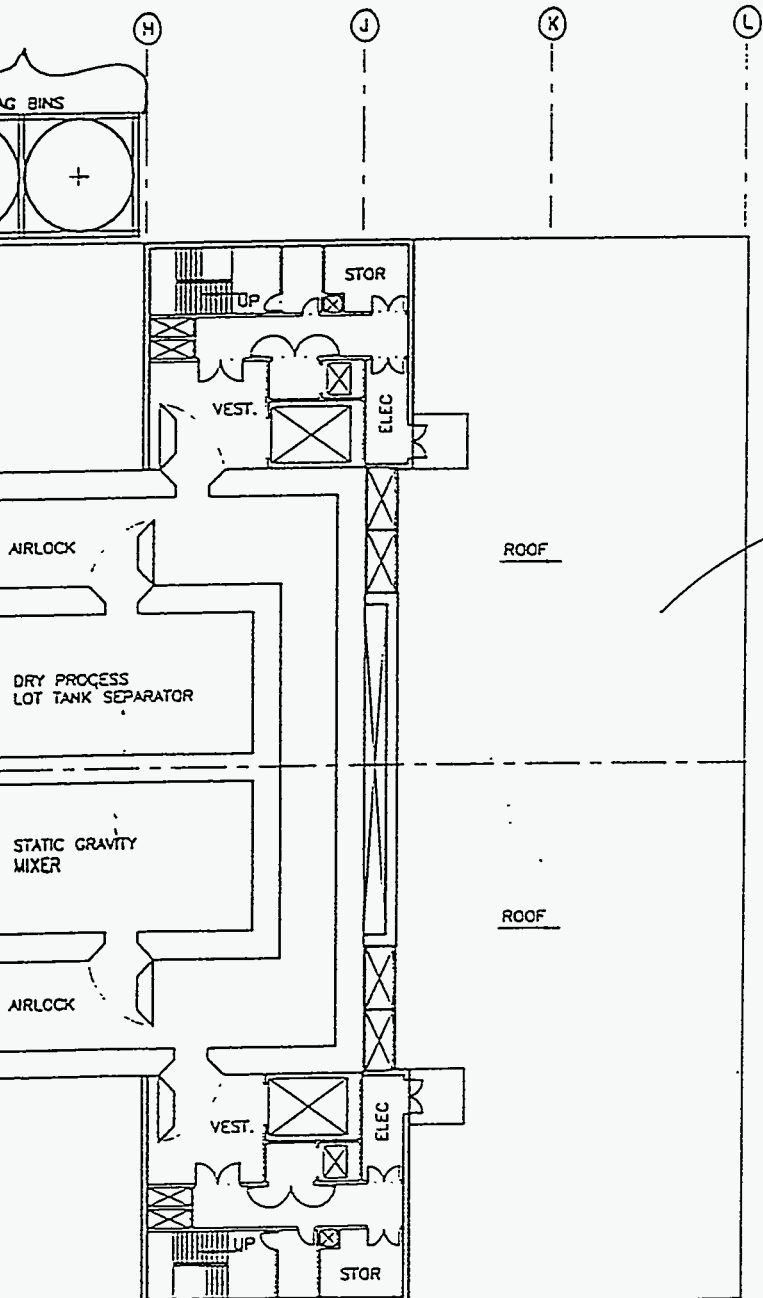 H
J
K
L
AG BINS
STOR
UP
VEST.
ELEC
AIRLOCK
ROOF
DRY PROCESS
LOT TANK SEPARATOR
STATIC GRAVITY
MIXER
ROOF
AIRLOCK
VEST.
ELEC
UP
STOR